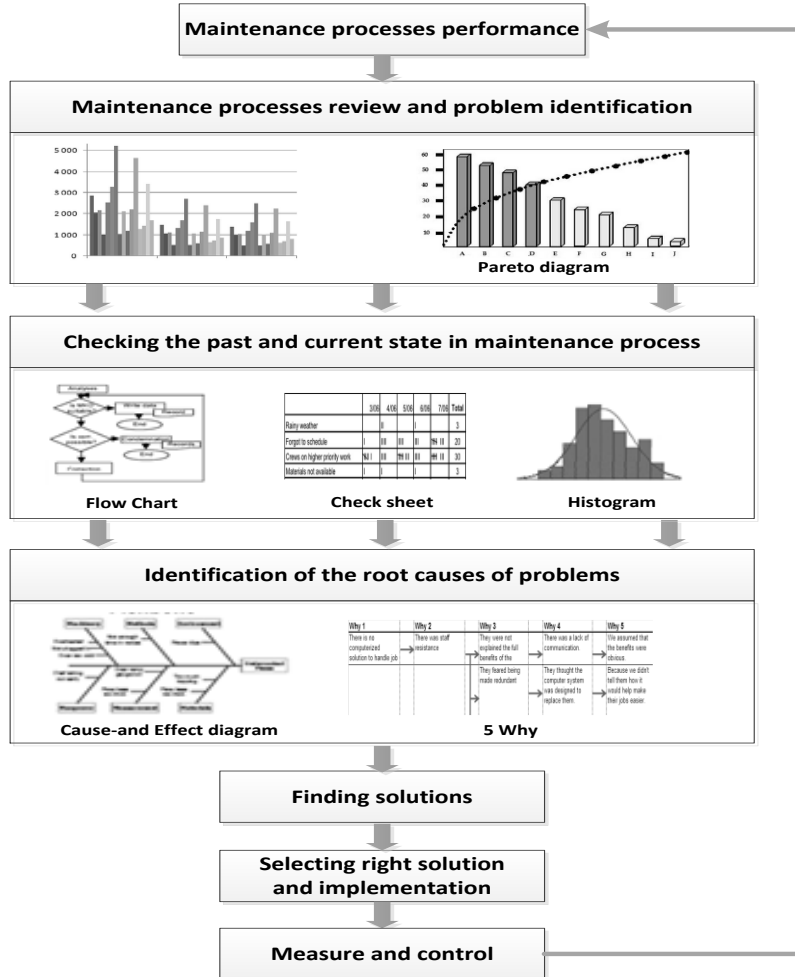 Maintenance processes performance
Maintenance processes review and problem identification
5 000
4 000
3 000
2 000
1 000
0
60
50
40
30
20
10
A B C D E F G H I J
Pareto diagram
Checking the past and current state in maintenance process
Analyses
End
End
Flow Chart
3/06 4/06 5/06 6/06 7/06 Total
Rainy weather 3
Forgot to schedule 20
Crews on higher priority work 30
Materials not available 3
Check sheet
Histogram
Identification of the root causes of problems
Machinery Methods
Measurement Materials
Cause-and Effect diagram
Why 1 Why 2 Why 3 Why 4 Why 5
There is no computerized solution to handle job
There was staff resistance
They were not explained the full benefits of the
There was a lack of communication
We assumed that the benefits were obvious.
They feared being made redundant
They thought the computer system was designed to replace them.
Because we didn't tell them how it would help make their jobs easier.
5 Why
Finding solutions
Selecting right solution
and implementation
Measure and control